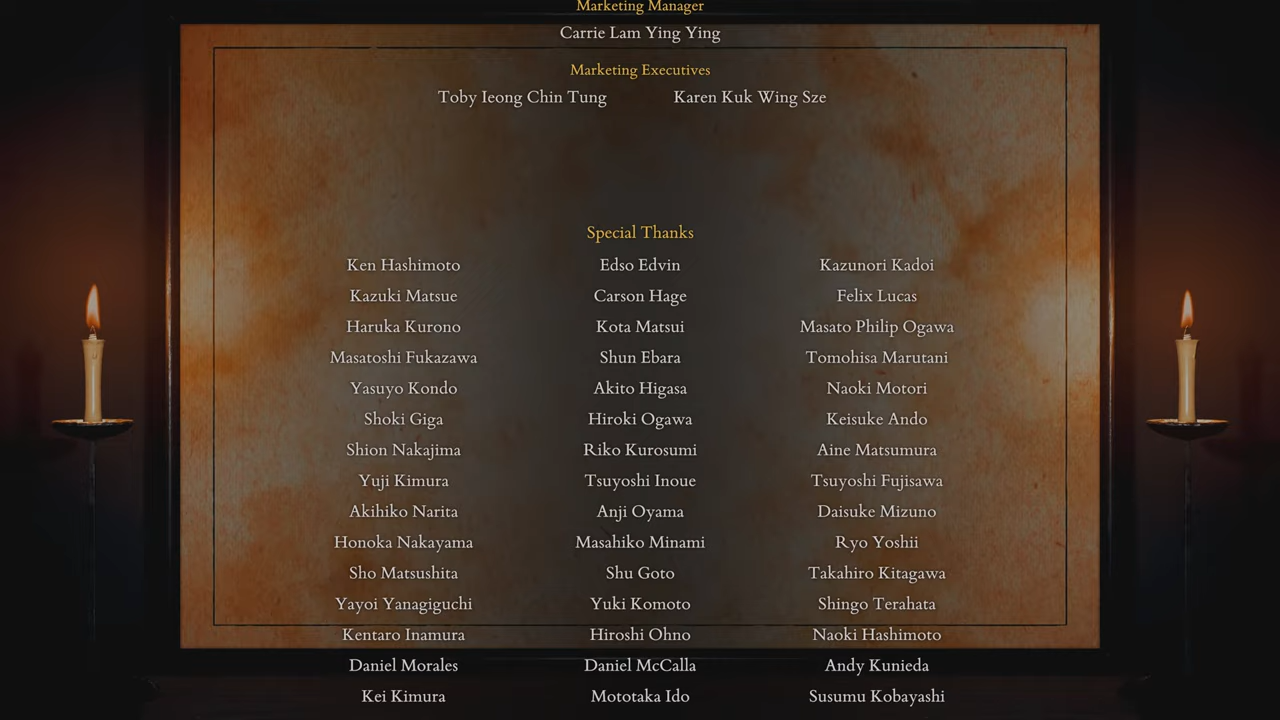 Marketing Manager
Carrie Lam Ying Ying
Marketing Executives
Toby Ieong Chin Tung Karen Kuk Wing Sze
Special Thanks
Ken Hashimoto Edso Edvin Kazunori Kadoi
Kazuki Matsue Carson Hage Felix Lucas
Haruka Kurono Kota Matsui Masato Philip Ogawa
Masatoshi Fukazawa Shun Ebara Tomohisa Marutani
Yasuyo Kondo Akito Higasa Naoki Motori
Shoki Giga Hiroki Ogawa Keisuke Ando
Shion Nakajima Riko Kurosumi Aine Matsumura
Yuji Kimura Tsuyoshi Inoue Tsuyoshi Fujisawa
Akihiko Narita Anji Oyama Daisuke Mizuno
Honoka Nakayama Masahiko Minami Ryo Yoshii
Sho Matsushita Shu Goto Takahiro Kitagawa
Yayoi Yanagiguchi Yuki Komoto Shingo Terahata
Kentaro Inamura Hiroshi Ohno Naoki Hashimoto
Daniel Morales Daniel McCalla Andy Kunieda
Kei Kimura Mototaka Ido Susumu Kobayashi